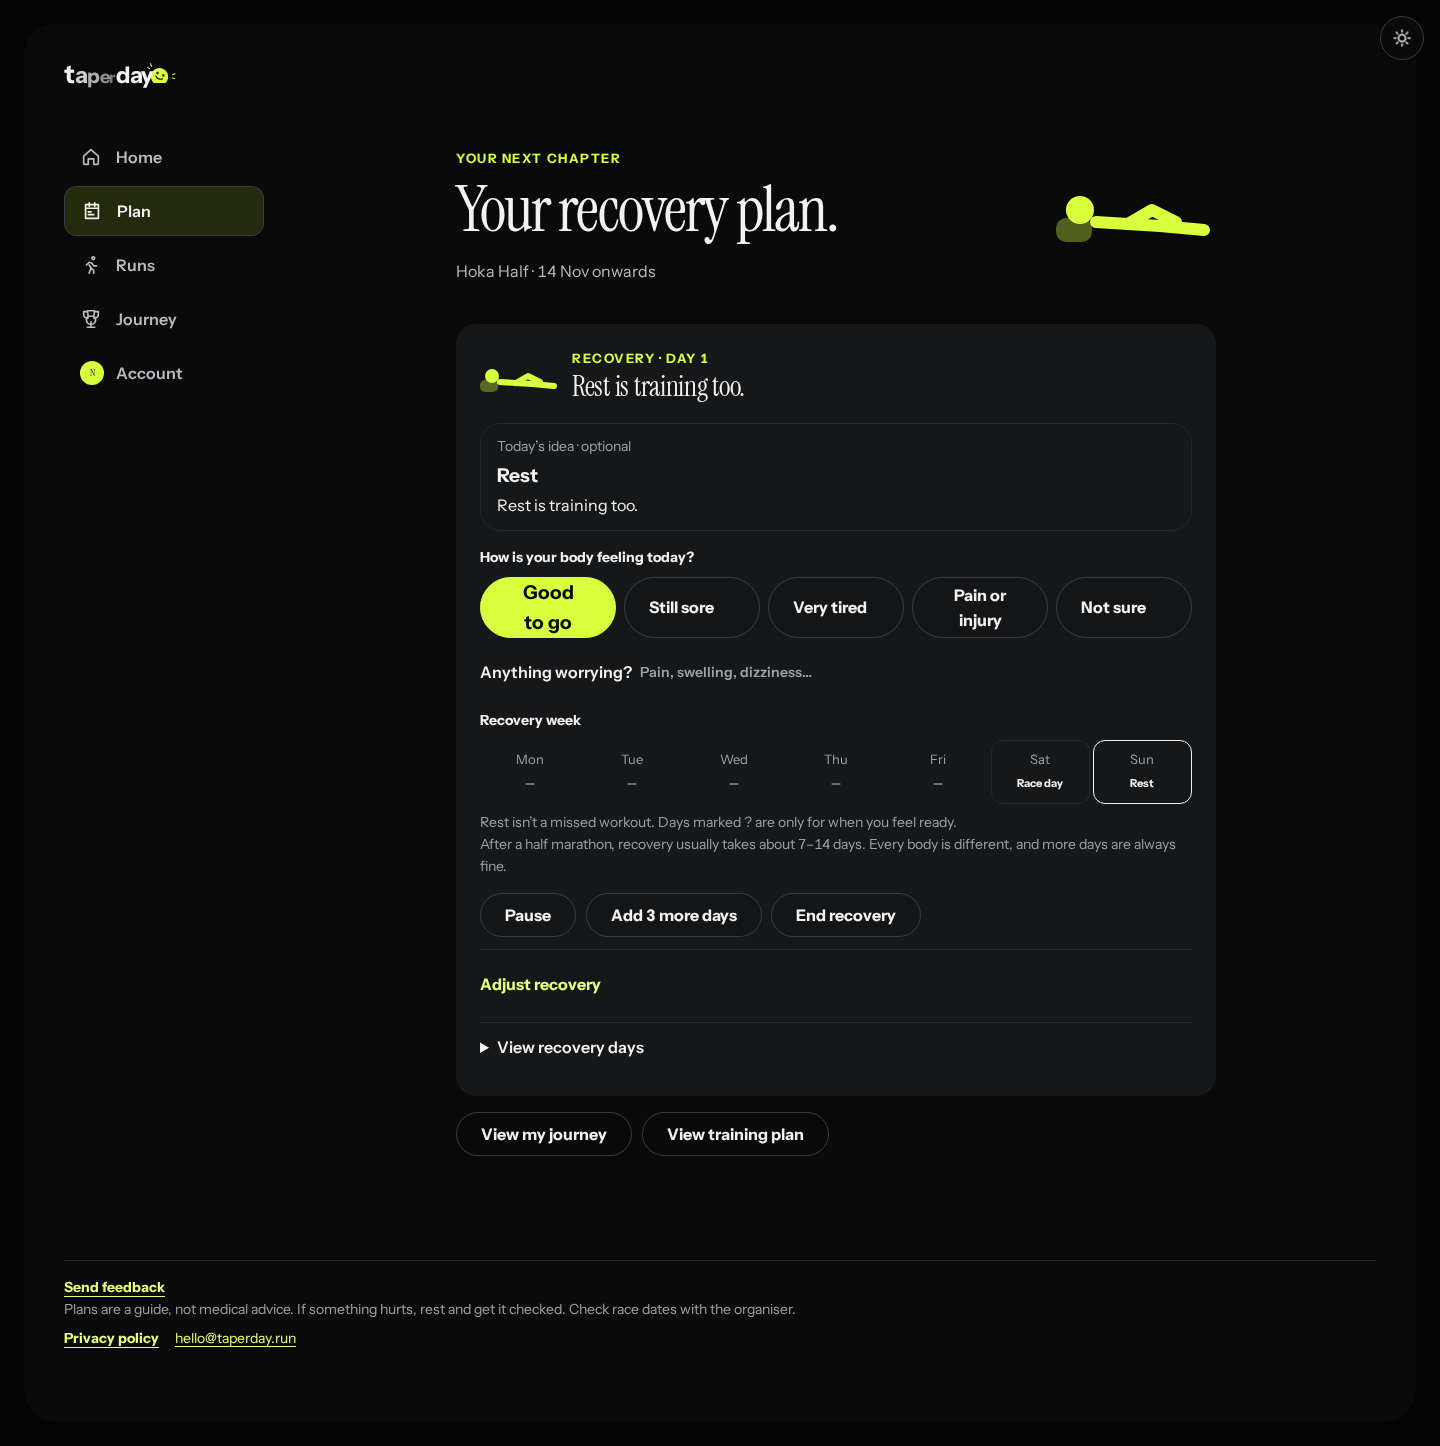 taperday
Home
Plan
Runs
Journey
N
Account
YOUR NEXT CHAPTER
Your recovery plan.
Hoka Half · 14 Nov onwards
RECOVERY · DAY 1
Rest is training too.
Today’s idea · optional
Rest
Rest is training too.
How is your body feeling today?
Good
to go
Still sore
Very tired
Pain or
injury
Not sure
Anything worrying? Pain, swelling, dizziness…
Recovery week
Mon Tue Wed Thu Fri Sat Sun
– – – – – Race day Rest
Rest isn’t a missed workout. Days marked ? are only for when you feel ready.
After a half marathon, recovery usually takes about 7–14 days. Every body is different, and more days are always
fine.
Pause Add 3 more days End recovery
Adjust recovery
View recovery days
View my journey View training plan
Send feedback
Plans are a guide, not medical advice. If something hurts, rest and get it checked. Check race dates with the organiser.
Privacy policy hello@taperday.run